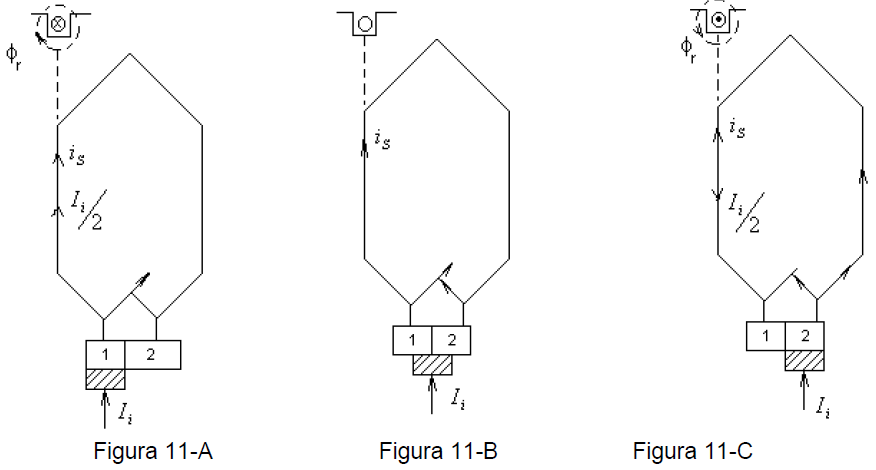 ϕr
is
Ii/2
1 2
Ii
Figura 11-A
is
1 2
Ii
Figura 11-B
ϕr
is
Ii/2
1 2
Ii
Figura 11-C